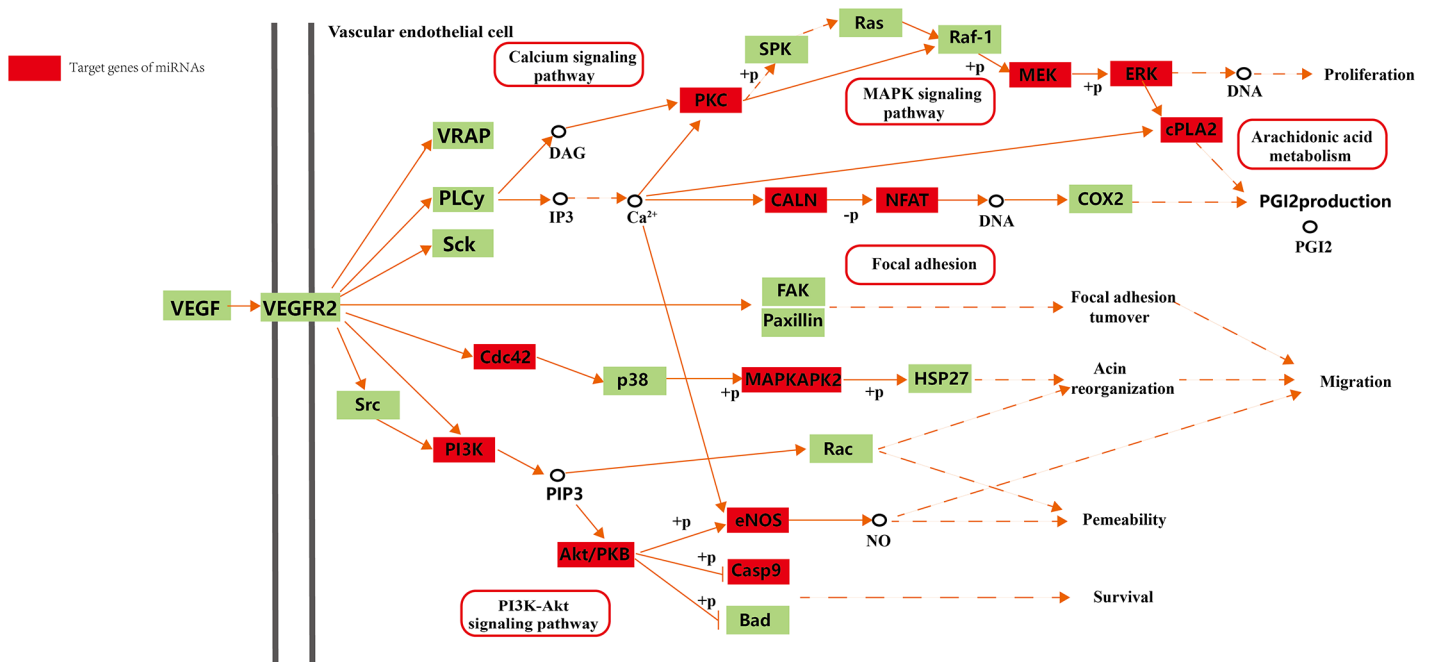 Vascular endothelial cell
Target genes of miRNAs
Calcium signaling
pathway
SPK
Ras
Raf-1
+p
+p
MEK
+p
ERK
DNA
Proliferation
PKC
MAPK signaling
pathway
VRAP
DAG
cPLA2
Arachidonic acid
metabolism
PLCy
IP3
Ca²⁺
CALN
-p
NFAT
DNA
COX2
PGI2production
PGI2
Sck
Focal adhesion
VEGF
VEGFR2
FAK
Paxillin
Focal adhesion
tumover
Cdc42
p38
+p
MAPKAPK2
+p
HSP27
Acin
reorganization
Migration
Src
PI3K
Rac
PIP3
+p
eNOS
NO
Pemeability
Akt/PKB
+p
Casp9
PI3K-Akt
signaling pathway
+p
Bad
Survival